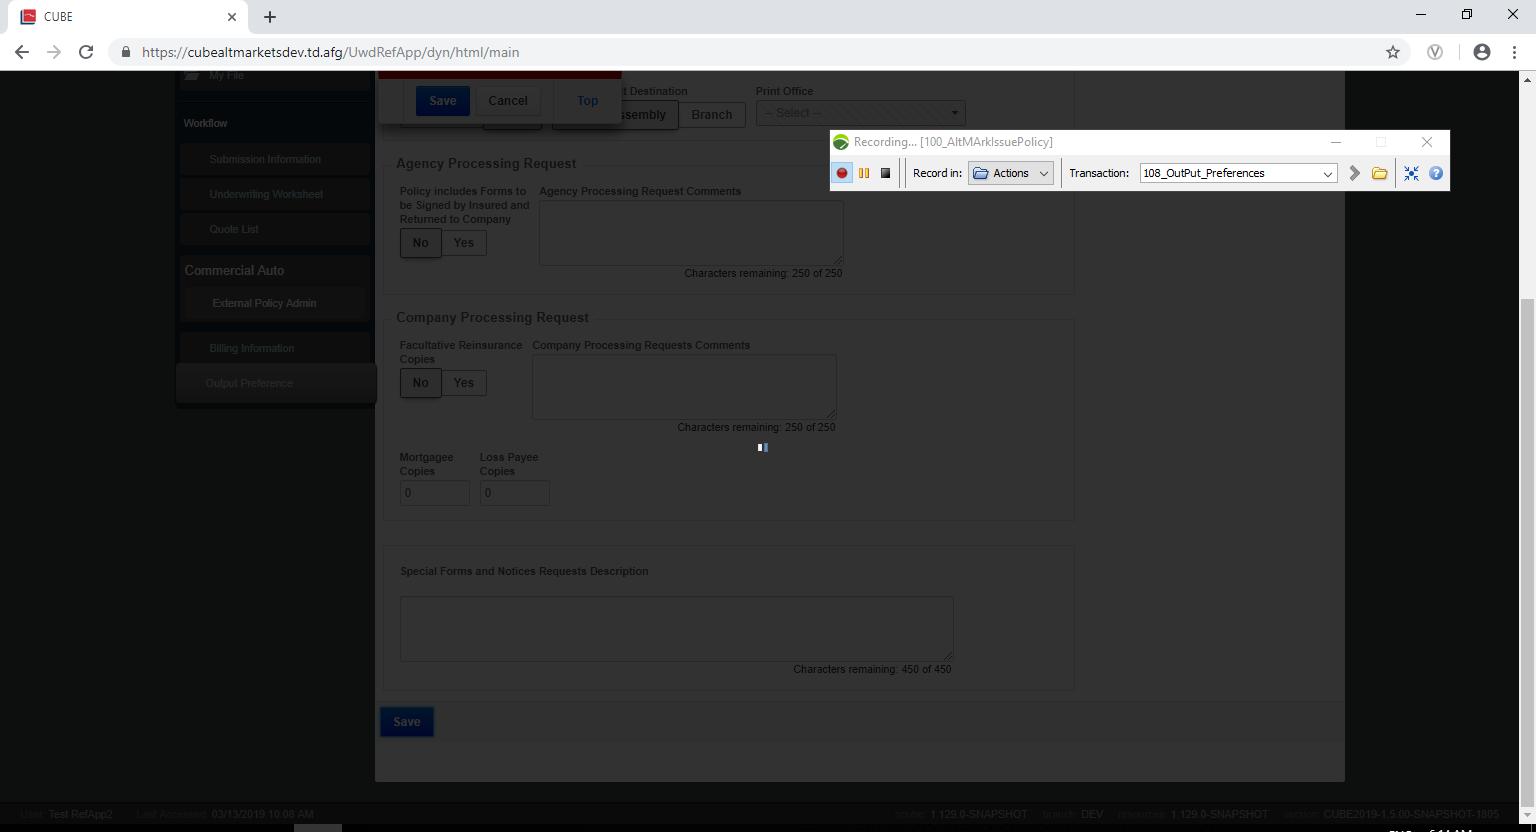 CUBE
https://cubealtmarketsdev.td.afg/UwdRefApp/dyn/html/main
My File
Save
Cancel
Top
t Destination
Print Office
ssembly
Branch
-- Select --
Workflow
Submission Information
Underwriting Worksheet
Quote List
Commercial Auto
External Policy Admin
Billing Information
Output Preference
Recording... [100_AltMArkIssuePolicy]
Record in:
Actions
Transaction:
108_OutPut_Preferences
Agency Processing Request
Policy includes Forms to
be Signed by Insured and
Returned to Company
No
Yes
Agency Processing Request Comments
Characters remaining: 250 of 250
Company Processing Request
Facultative Reinsurance
Copies
No
Yes
Company Processing Requests Comments
Characters remaining: 250 of 250
Mortgagee
Copies
0
Loss Payee
Copies
0
Special Forms and Notices Requests Description
Characters remaining: 450 of 450
Save
User: Test RefApp2
Last Accessed: 03/13/2019 10:08 AM
1.129.0-SNAPSHOT
branch: DEV
resources: 1.129.0-SNAPSHOT
CUBE2019-1.5.00-SNAPSHOT-1805